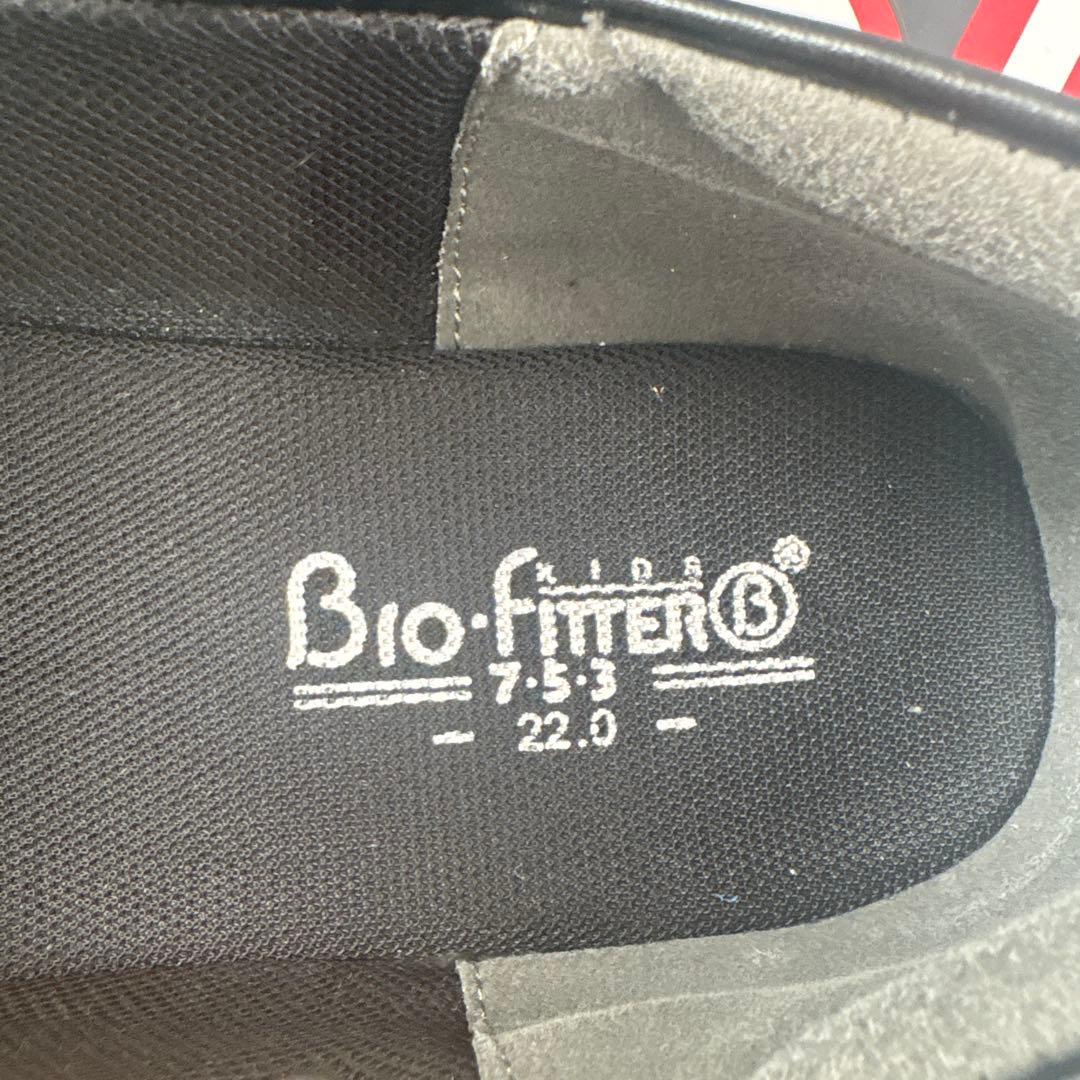 KIDS
BIO·FITTER B®
7·5·3
- 22.0 -